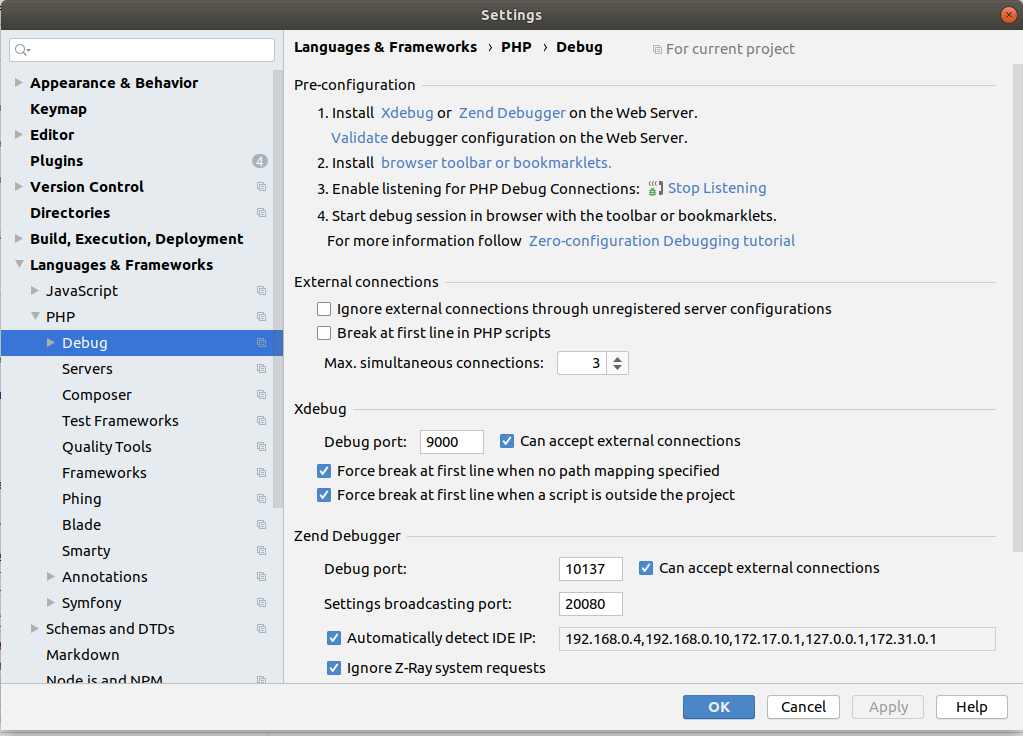 Settings
Appearance & Behavior
Keymap
Editor
Plugins 4
Version Control
Directories
Build, Execution, Deployment
Languages & Frameworks
JavaScript
PHP
Debug
Servers
Composer
Test Frameworks
Quality Tools
Frameworks
Phing
Blade
Smarty
Annotations
Symfony
Schemas and DTDs
Markdown
Node.js and NPM
Languages & Frameworks › PHP › Debug For current project
Pre-configuration
1. Install Xdebug or Zend Debugger on the Web Server.
Validate debugger configuration on the Web Server.
2. Install browser toolbar or bookmarklets.
3. Enable listening for PHP Debug Connections: Stop Listening
4. Start debug session in browser with the toolbar or bookmarklets.
For more information follow Zero-configuration Debugging tutorial
External connections
Ignore external connections through unregistered server configurations
Break at first line in PHP scripts
Max. simultaneous connections: 3
Xdebug
Debug port: 9000 Can accept external connections
Force break at first line when no path mapping specified
Force break at first line when a script is outside the project
Zend Debugger
Debug port: 10137 Can accept external connections
Settings broadcasting port: 20080
Automatically detect IDE IP: 192.168.0.4,192.168.0.10,172.17.0.1,127.0.0.1,172.31.0.1
Ignore Z-Ray system requests
OK Cancel Apply Help